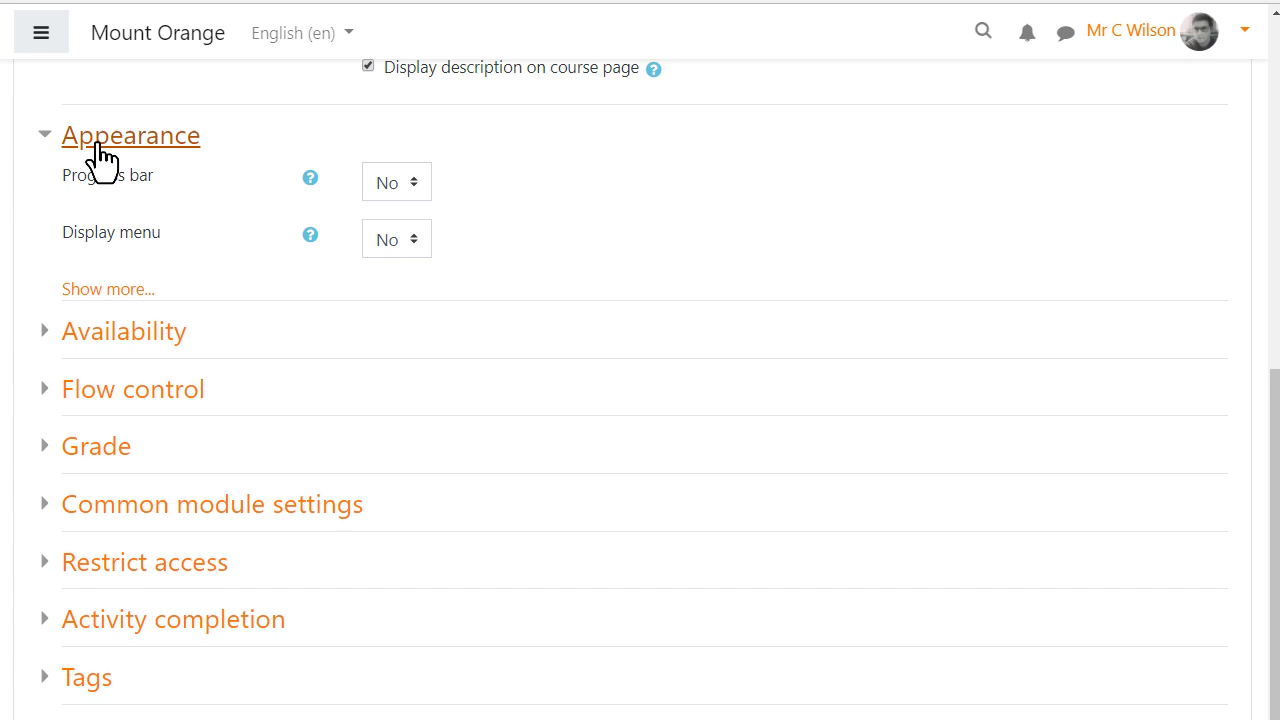 Mount Orange English (en) Mr C Wilson
Display description on course page
Appearance
Progress bar No
Display menu No
Show more...
Availability
Flow control
Grade
Common module settings
Restrict access
Activity completion
Tags